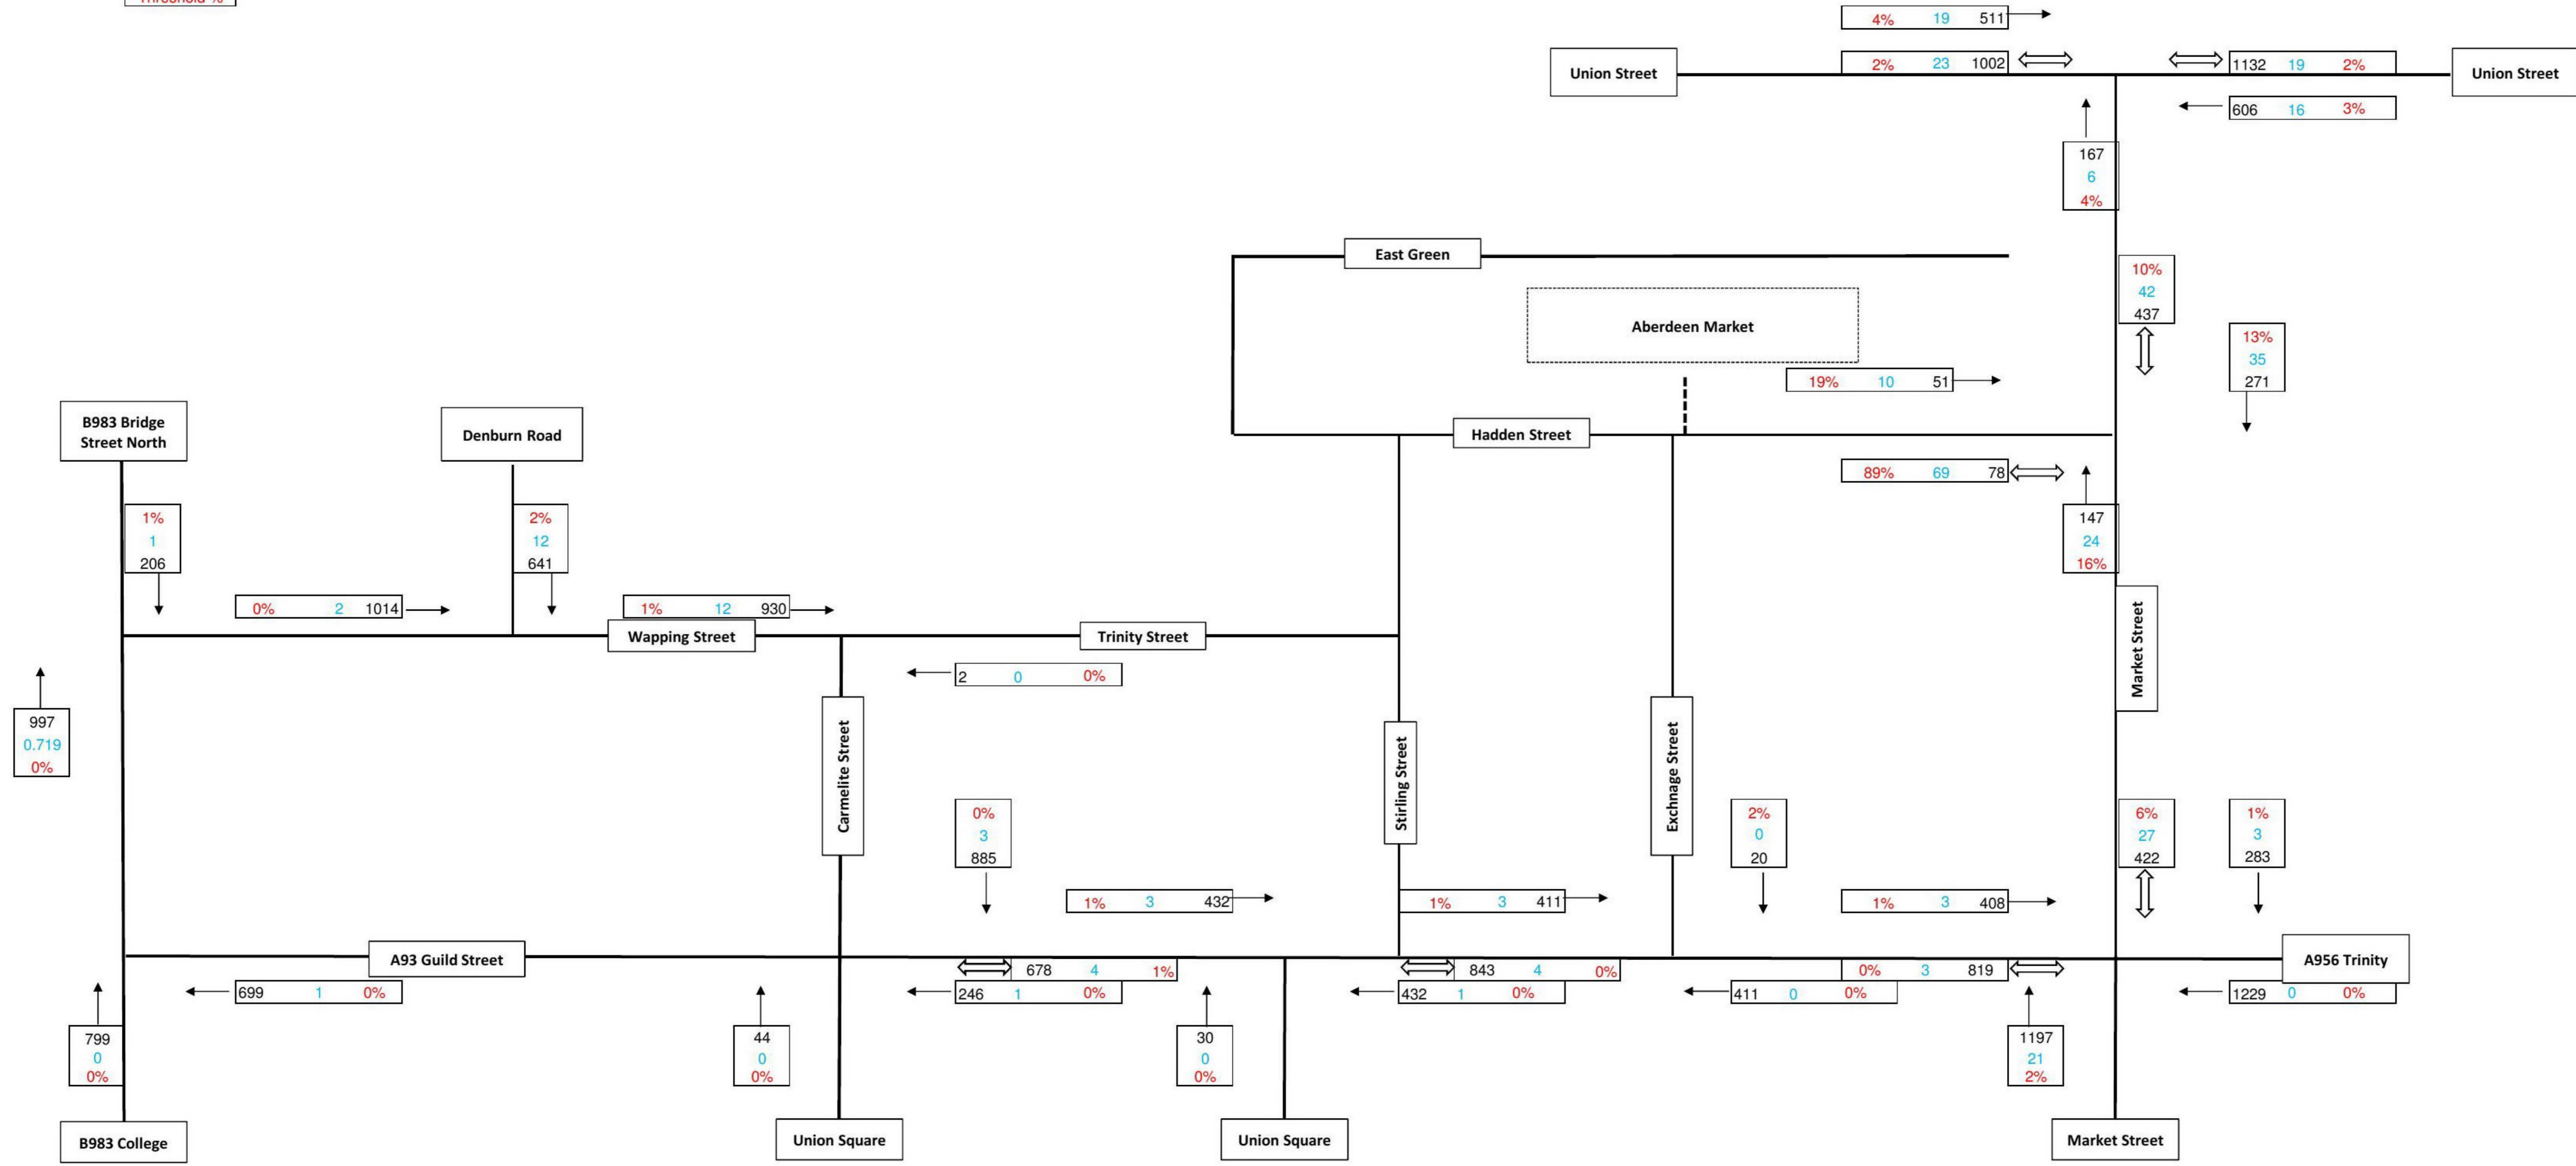 Threshold %
4% 19 511
Union Street
2% 23 1002
1132 19 2%
Union Street
606 16 3%
167
6
4%
East Green
10%
42
437
Aberdeen Market
13%
35
271
19% 10 51
B983 Bridge
Street North
Denburn Road
Hadden Street
89% 69 78
1%
1
206
2%
12
641
147
24
16%
0% 2 1014
1% 12 930
Wapping Street
Trinity Street
Market Street
2 0 0%
997
0.719
0%
Carmelite Street
Stirling Street
Exchnage Street
0%
3
885
2%
0
20
6%
27
422
1%
3
283
1% 3 432
1% 3 411
1% 3 408
A93 Guild Street
678 4 1%
843 4 0%
0% 3 819
A956 Trinity
699 1 0%
246 1 0%
432 1 0%
411 0 0%
1229 0 0%
799
0
0%
44
0
0%
30
0
0%
1197
21
2%
B983 College
Union Square
Union Square
Market Street